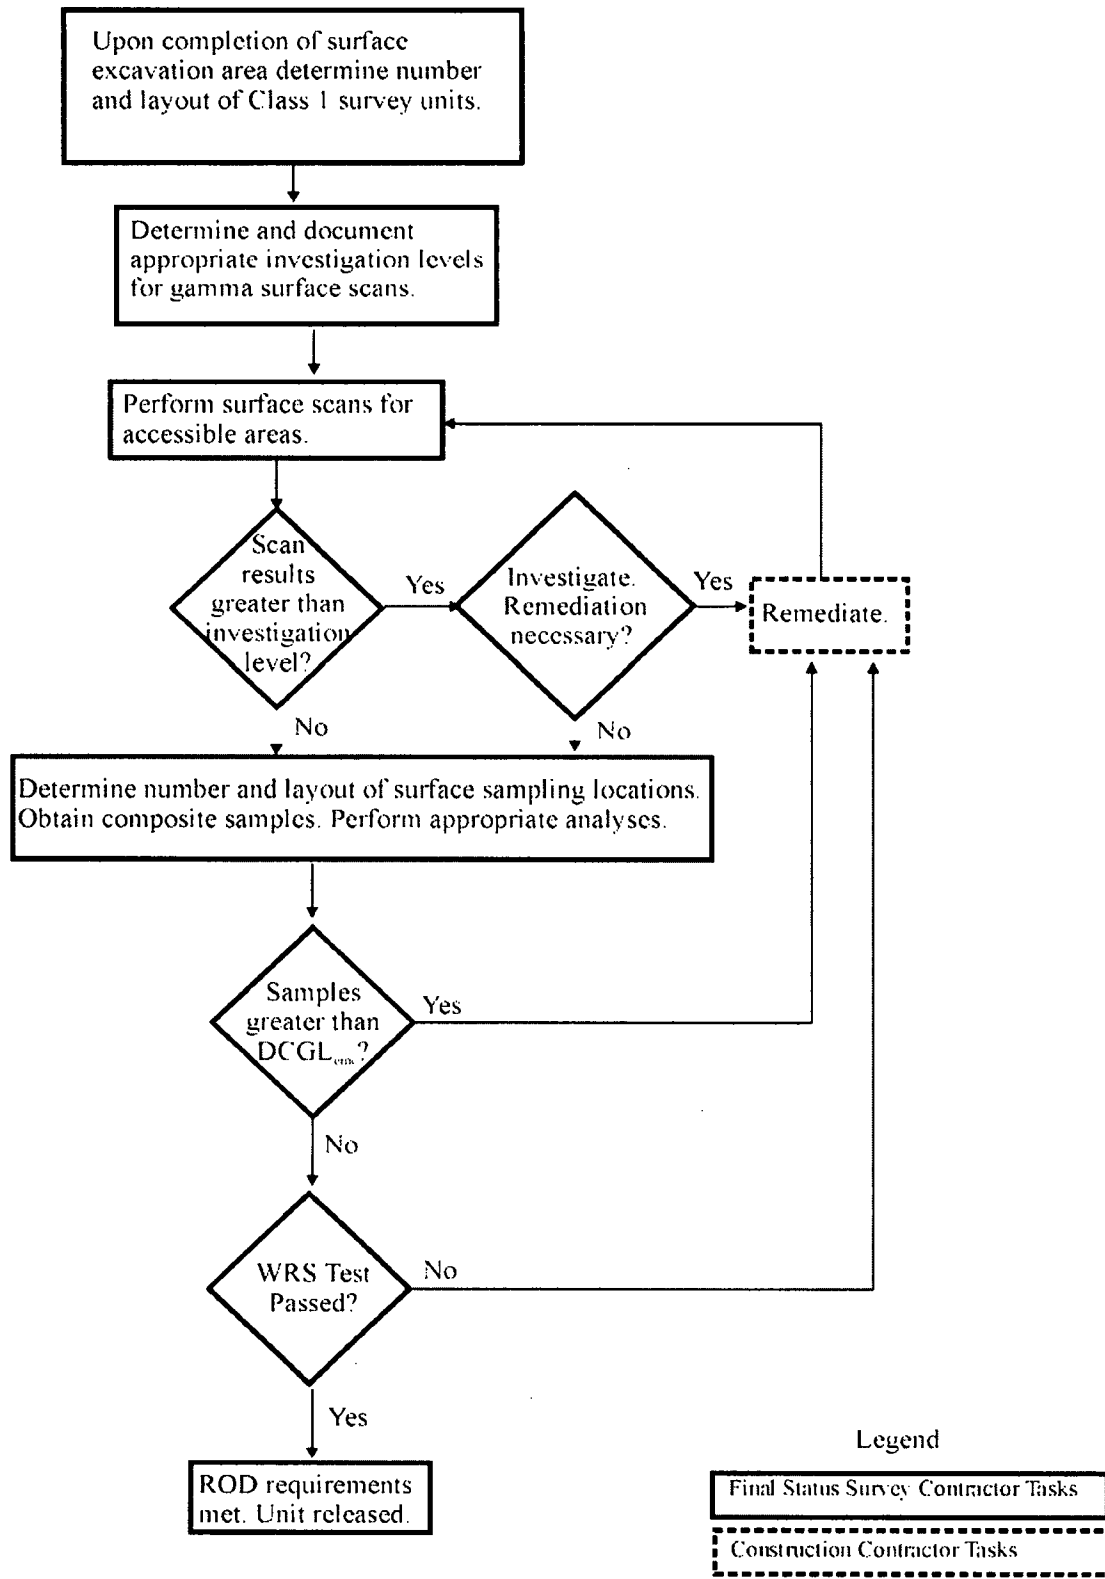 Upon completion of surface
excavation area determine number
and layout of Class 1 survey units.
Determine and document
appropriate investigation levels
for gamma surface scans.
Perform surface scans for
accessible areas.
Scan
results
greater than
investigation
level?
Yes
Investigate.
Remediation
necessary?
Yes
Remediate.
No
No
Determine number and layout of surface sampling locations.
Obtain composite samples. Perform appropriate analyses.
Samples
greater than
DCGLemc?
Yes
No
WRS Test
Passed?
No
Yes
ROD requirements
met. Unit released.
Legend
Final Status Survey Contractor Tasks
Construction Contractor Tasks